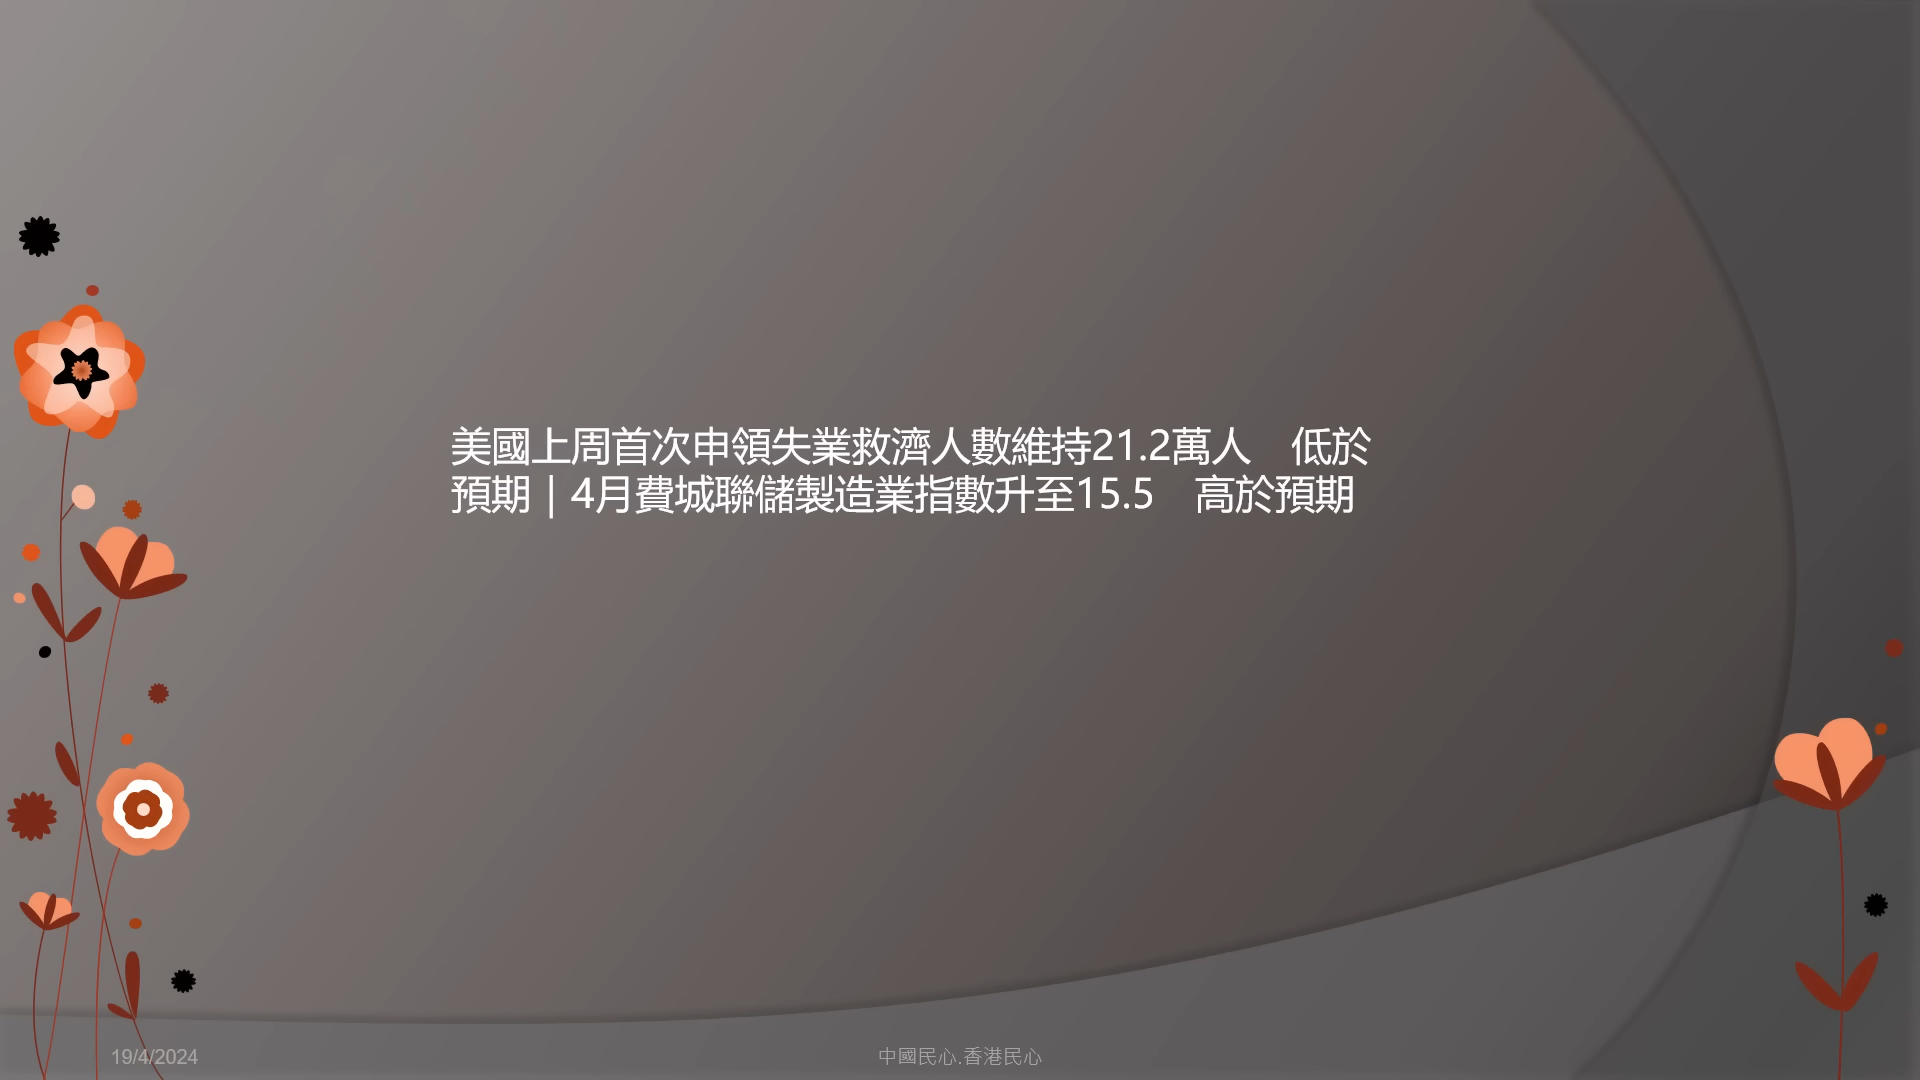 美國上周首次申領失業救濟人數維持21.2萬人　低於
預期｜4月費城聯儲製造業指數升至15.5　高於預期
19/4/2024
中國民心.香港民心